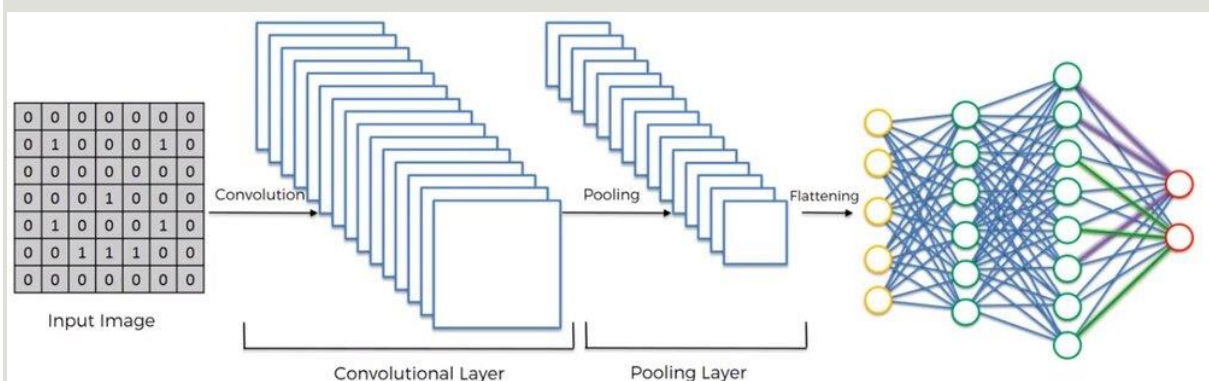 0 0 0 0 0 0 0
0 1 0 0 0 1 0
0 0 0 0 0 0 0
0 0 0 1 0 0 0
0 1 0 0 0 1 0
0 0 1 1 1 0 0
0 0 0 0 0 0 0
Input Image
Convolution
Convolutional Layer
Pooling
Pooling Layer
Flattening